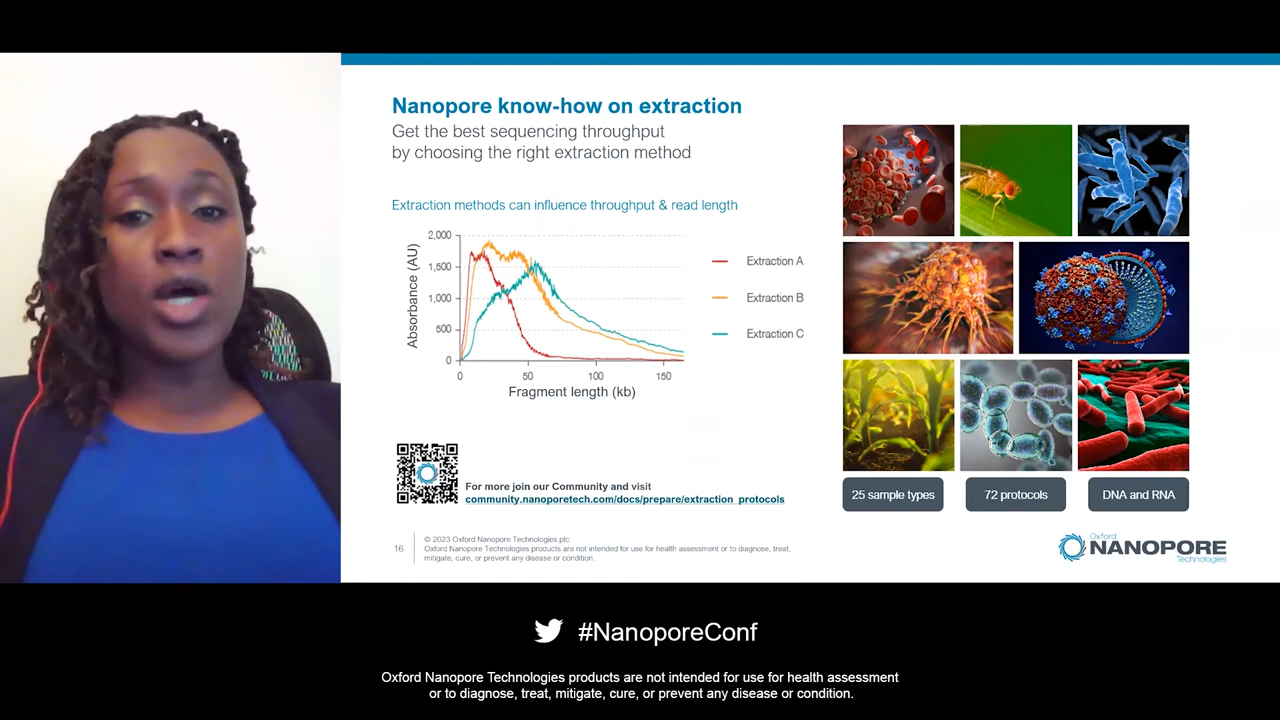 Nanopore know-how on extraction
Get the best sequencing throughput
by choosing the right extraction method
Extraction methods can influence throughput & read length
Absorbance (AU)
2,000
1,500
1,000
500
0
0
50
100
150
Fragment length (kb)
Extraction A
Extraction B
Extraction C
For more join our Community and visit
community.nanoporetech.com/docs/prepare/extraction_protocols
25 sample types
72 protocols
DNA and RNA
16
© 2023 Oxford Nanopore Technologies plc.
Oxford Nanopore Technologies products are not intended for use for health assessment or to diagnose, treat,
mitigate, cure, or prevent any disease or condition.
Oxford
NANOPORE
Technologies
#NanoporeConf
Oxford Nanopore Technologies products are not intended for use for health assessment
or to diagnose, treat, mitigate, cure, or prevent any disease or condition.